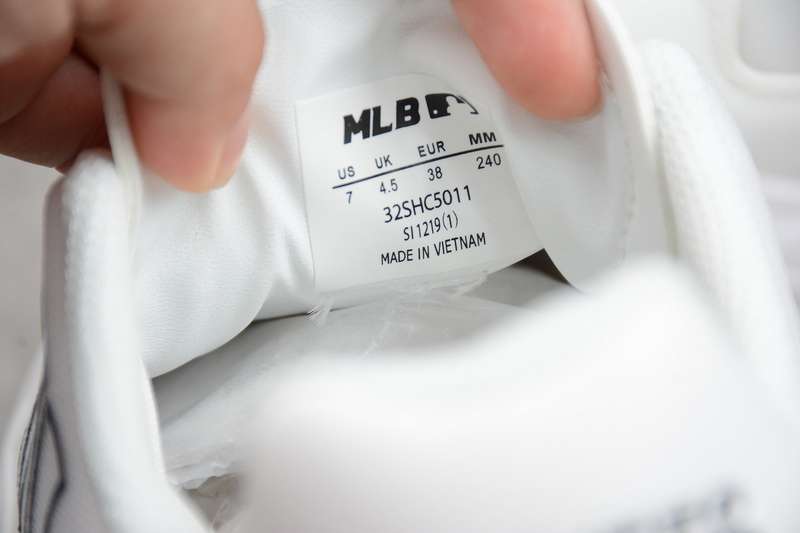 MLB
US UK EUR MM
7 4.5 38 240
32SHC5011
SI1219(1)
MADE IN VIETNAM